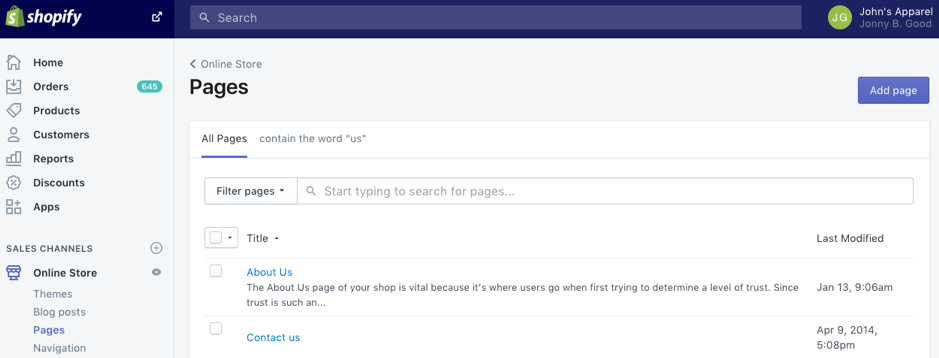 shopify
Search
JG
John's Apparel
Jonny B. Good
Home
Orders 645
Products
Customers
Reports
Discounts
Apps
SALES CHANNELS
Online Store
Themes
Blog posts
Pages
Navigation
Online Store
Pages
Add page
All Pages contain the word "us"
Filter pages Start typing to search for pages...
Title Last Modified
About Us
The About Us page of your shop is vital because it's where users go when first trying to determine a level of trust. Since
trust is such an...
Jan 13, 9:06am
Contact us
Apr 9, 2014,
5:08pm